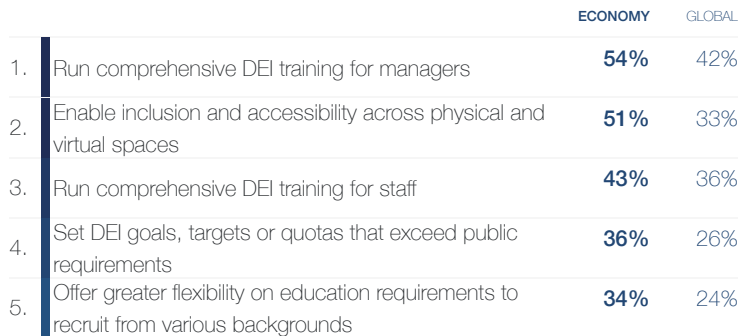 ECONOMY GLOBAL
1. Run comprehensive DEI training for managers 54% 42%
2. Enable inclusion and accessibility across physical and
virtual spaces 51% 33%
3. Run comprehensive DEI training for staff 43% 36%
4. Set DEI goals, targets or quotas that exceed public
requirements 36% 26%
5. Offer greater flexibility on education requirements to
recruit from various backgrounds 34% 24%